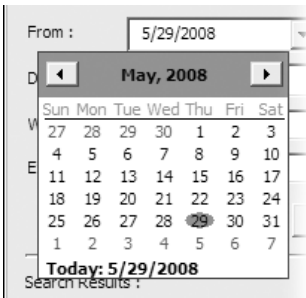 From :
5/29/2008
D
May, 2008
W
Sun Mon Tue Wed Thu Fri Sat
27 28 29 30 1 2 3
E
4 5 6 7 8 9 10
11 12 13 14 15 16 17
18 19 20 21 22 23 24
25 26 27 28 29 30 31
1 2 3 4 5 6 7
Today: 5/29/2008
Search Results :